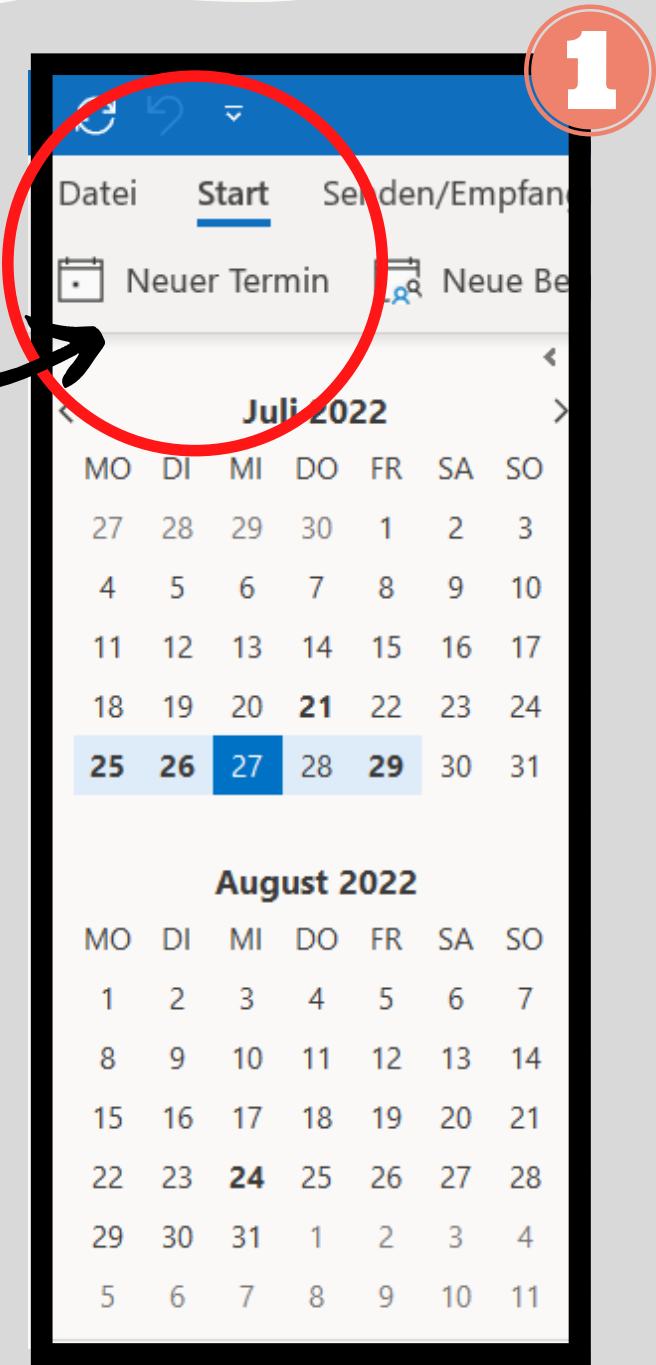 1
Datei Start Senden/Empfang
Neuer Termin Neue Be
Juli 2022
MO DI MI DO FR SA SO
27 28 29 30 1 2 3
4 5 6 7 8 9 10
11 12 13 14 15 16 17
18 19 20 21 22 23 24
25 26 27 28 29 30 31
August 2022
MO DI MI DO FR SA SO
1 2 3 4 5 6 7
8 9 10 11 12 13 14
15 16 17 18 19 20 21
22 23 24 25 26 27 28
29 30 31 1 2 3 4
5 6 7 8 9 10 11